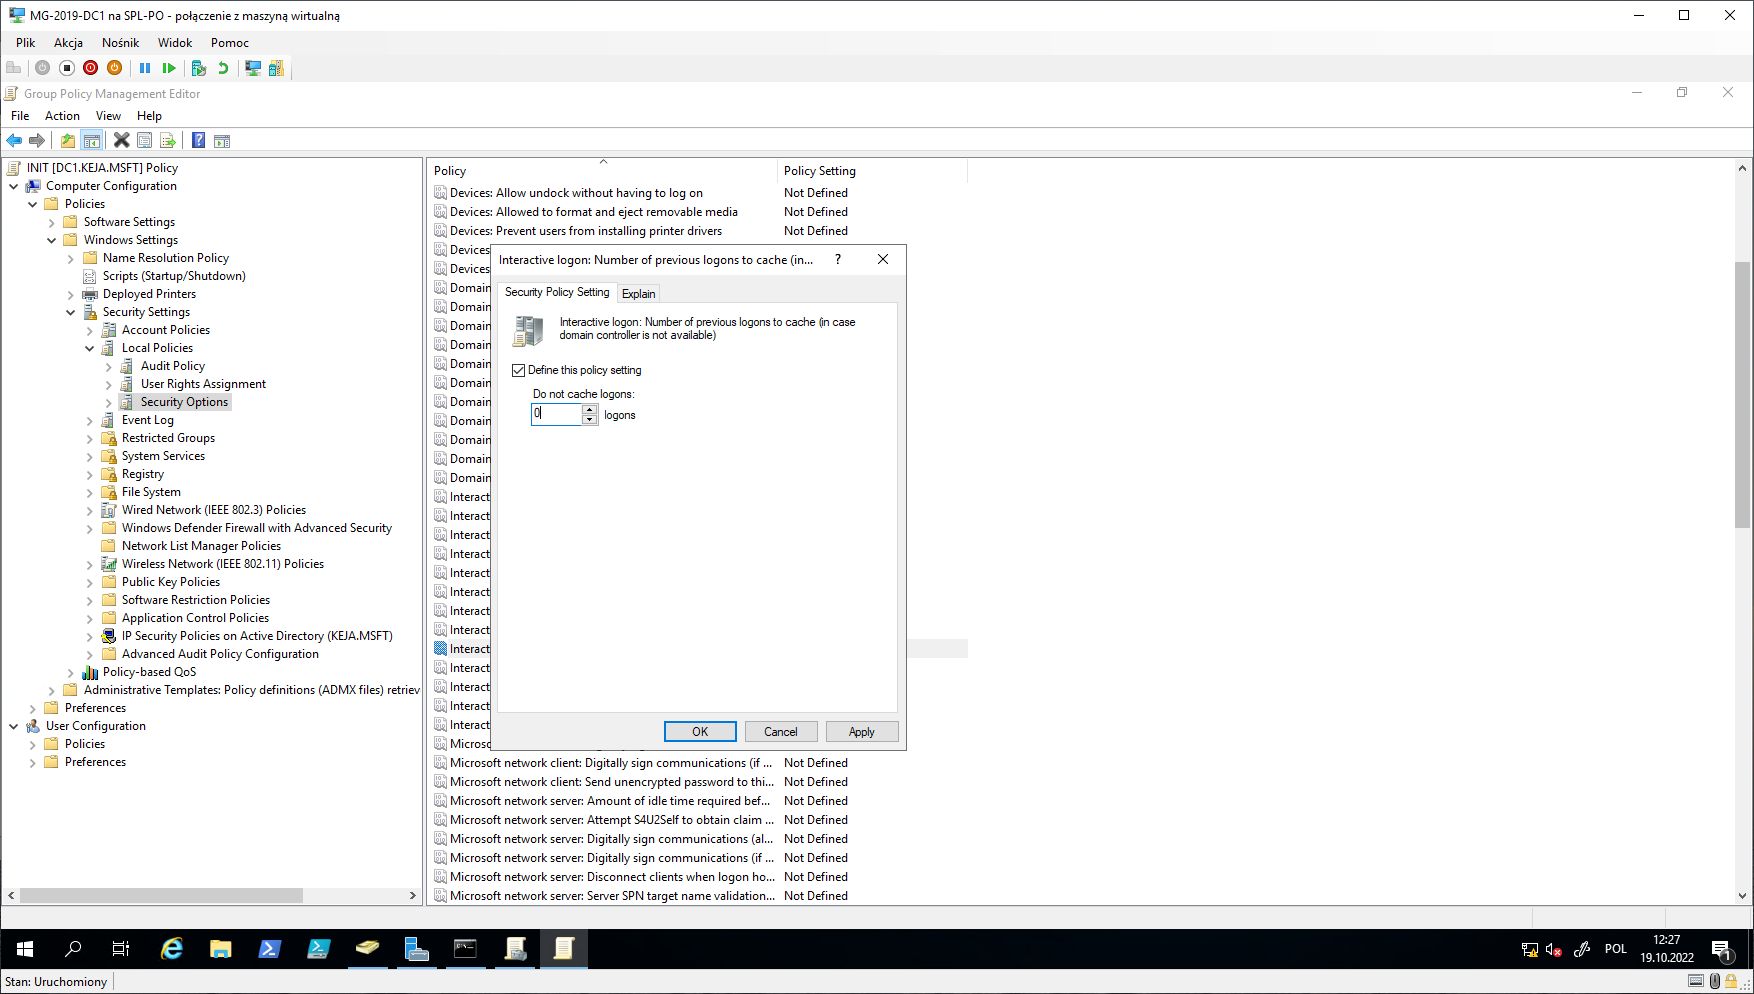 MG-2019-DC1 na SPL-PO - połączenie z maszyną wirtualną
Plik Akcja Nośnik Widok Pomoc
Group Policy Management Editor
File Action View Help
INIT [DC1.KEJA.MSFT] Policy
Computer Configuration
Policies
Software Settings
Windows Settings
Name Resolution Policy
Scripts (Startup/Shutdown)
Deployed Printers
Security Settings
Account Policies
Local Policies
Audit Policy
User Rights Assignment
Security Options
Event Log
Restricted Groups
System Services
Registry
File System
Wired Network (IEEE 802.3) Policies
Windows Defender Firewall with Advanced Security
Network List Manager Policies
Wireless Network (IEEE 802.11) Policies
Public Key Policies
Software Restriction Policies
Application Control Policies
IP Security Policies on Active Directory (KEJA.MSFT)
Advanced Audit Policy Configuration
Policy-based QoS
Administrative Templates: Policy definitions (ADMX files) retriev
Preferences
User Configuration
Policies
Preferences
Policy Policy Setting
Devices: Allow undock without having to log on Not Defined
Devices: Allowed to format and eject removable media Not Defined
Devices: Prevent users from installing printer drivers Not Defined
Devices
Devices
Domain
Domain
Domain
Domain
Domain
Domain
Domain
Domain
Domain
Domain
Domain
Interact
Interact
Interact
Interact
Interact
Interact
Interact
Interact
Interact
Interact
Interact
Interact
Interact
Microso
Microsoft network client: Digitally sign communications (if ... Not Defined
Microsoft network client: Send unencrypted password to thi... Not Defined
Microsoft network server: Amount of idle time required bef... Not Defined
Microsoft network server: Attempt S4U2Self to obtain claim ... Not Defined
Microsoft network server: Digitally sign communications (al... Not Defined
Microsoft network server: Digitally sign communications (if ... Not Defined
Microsoft network server: Disconnect clients when logon ho... Not Defined
Microsoft network server: Server SPN target name validation... Not Defined
Interactive logon: Number of previous logons to cache (in... ?
Security Policy Setting Explain
Interactive logon: Number of previous logons to cache (in case
domain controller is not available)
Define this policy setting
Do not cache logons:
0 logons
OK Cancel Apply
POL 12:27
19.10.2022
1
Stan: Uruchomiony